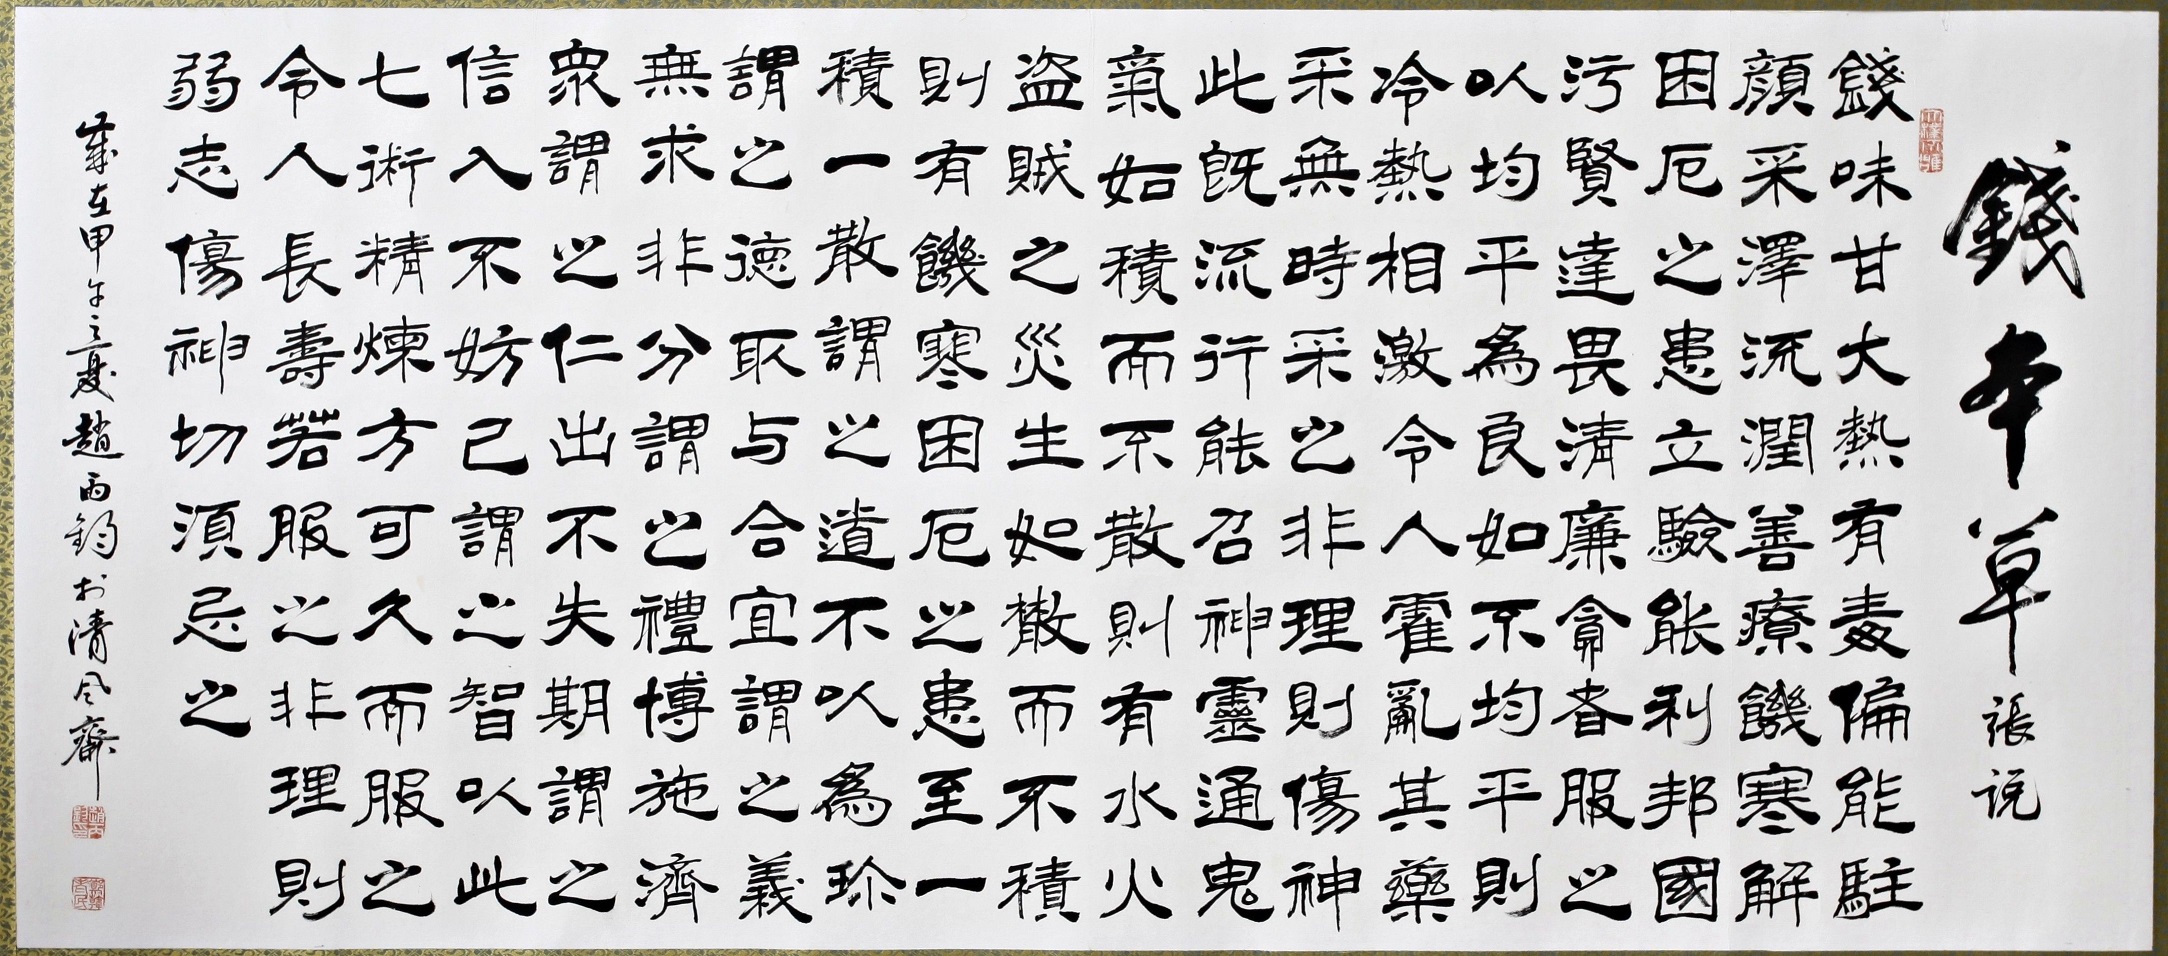 錢本草 張说
錢味甘大熱有毒偏能駐
顏采澤流潤善療饑寒解
困厄之患立驗能利邦國
污賢達畏清廉貪者服之
以均平為良如不均平則
冷熱相激令人霍亂其藥
采無時采之非理則傷神
此既流行能召神靈通鬼
氣如積而不散則有水火
盗賊之災生如散而不積
則有饑寒困厄之患至一
積一散謂之道不以為珍
謂之德取与合宜謂之義
無求非分謂之禮博施濟
衆謂之仁出不失期謂之
信入不妨己謂之智以此
七術精煉方可久而服之
令人長壽若服之非理則
弱志傷神切須忌之
歲在甲午之夏趙丙鈞於清风齋